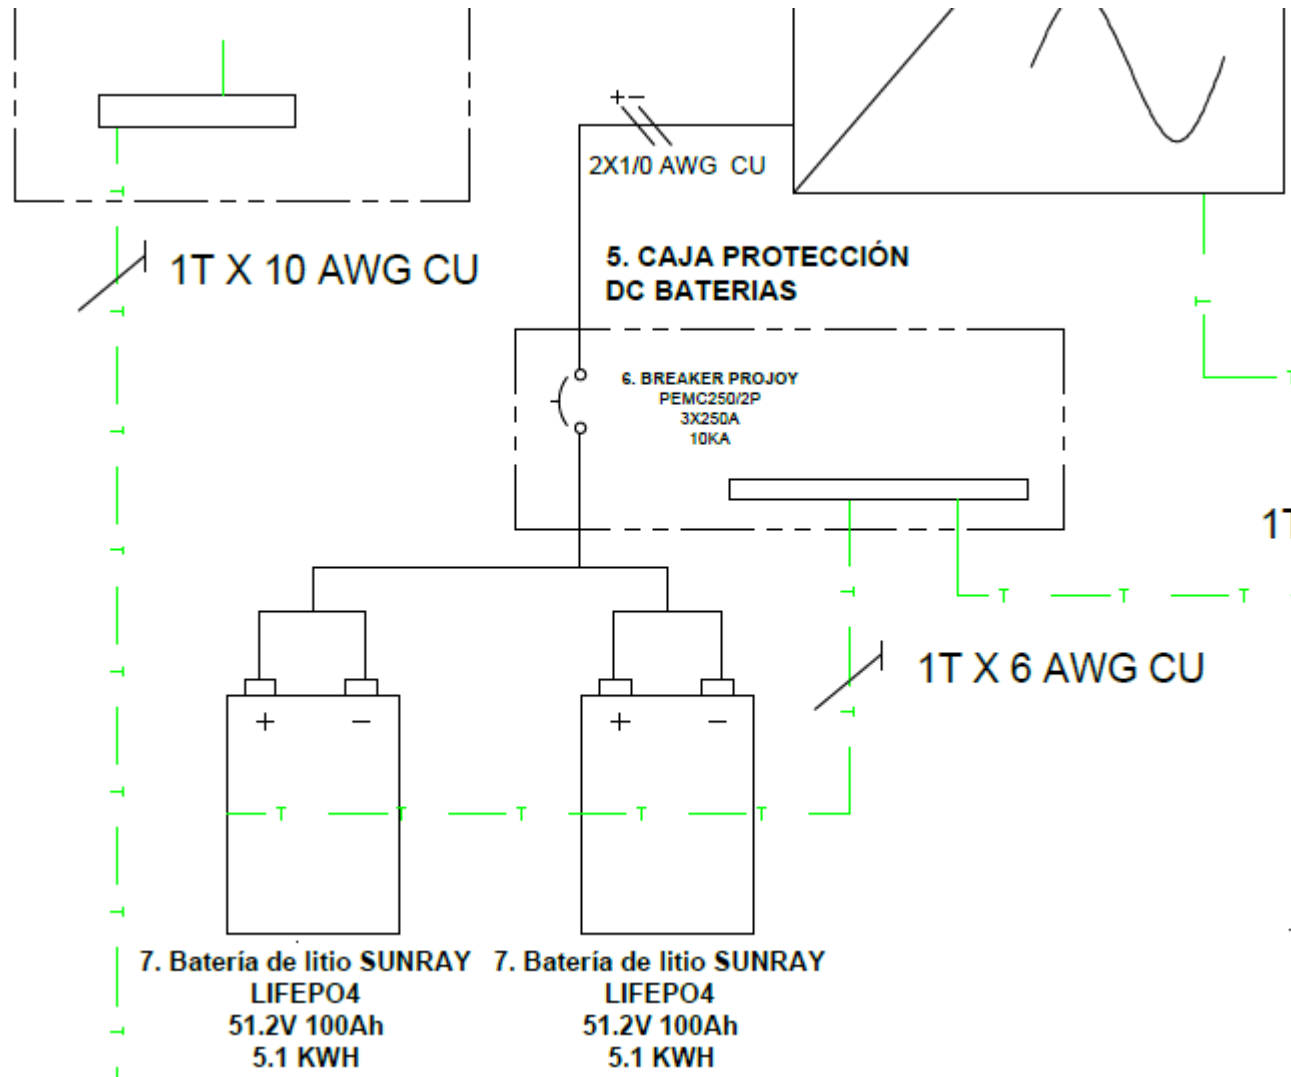 +−
2X1/0 AWG CU
1T X 10 AWG CU
5. CAJA PROTECCIÓN
DC BATERIAS
6. BREAKER PROJOY
PEMC250/2P
3X250A
10KA
1T
T T T
1T X 6 AWG CU
+ − + −
T T T T T
7. Batería de litio SUNRAY
LIFEPO4
51.2V 100Ah
5.1 KWH
7. Batería de litio SUNRAY
LIFEPO4
51.2V 100Ah
5.1 KWH